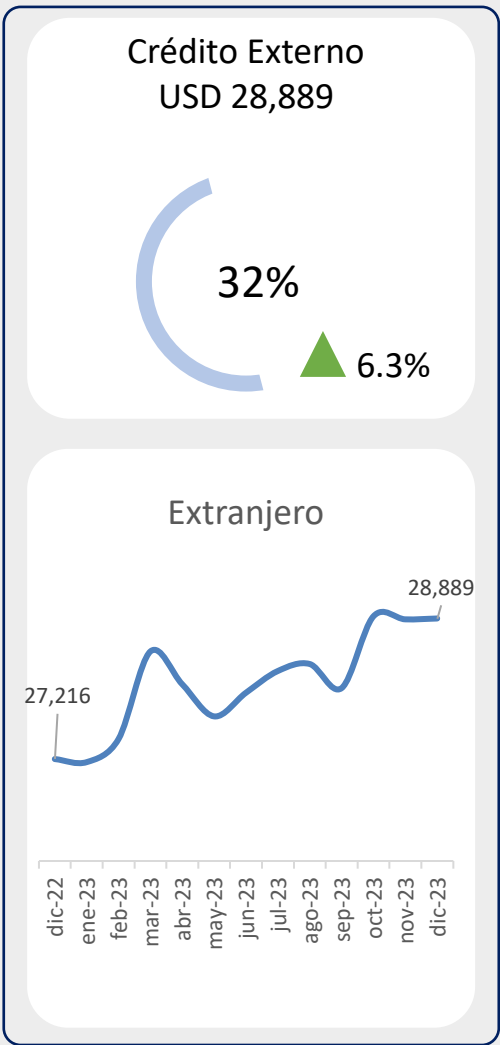 Crédito Externo
USD 28,889
32%
6.3%
Extranjero
28,889
27,216
dic-22
ene-23
feb-23
mar-23
abr-23
may-23
jun-23
jul-23
ago-23
sep-23
oct-23
nov-23
dic-23